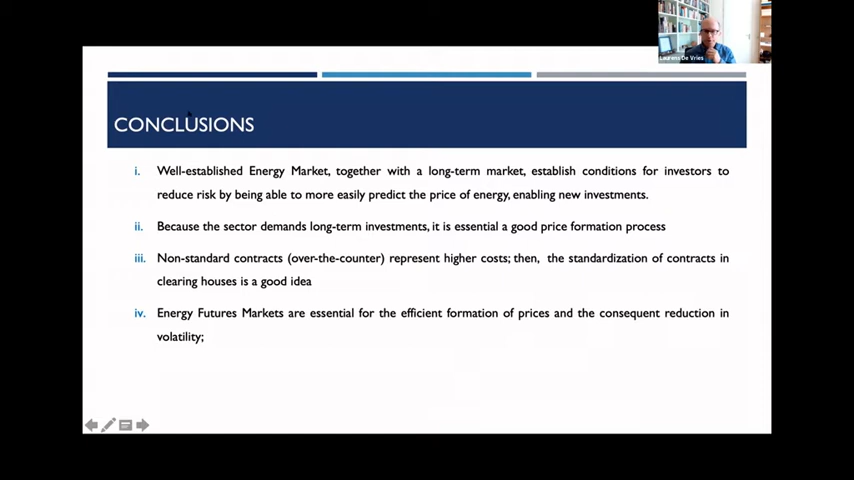 Laurens De Vries
CONCLUSIONS
i. Well-established Energy Market, together with a long-term market, establish conditions for investors to
reduce risk by being able to more easily predict the price of energy, enabling new investments.
ii. Because the sector demands long-term investments, it is essential a good price formation process
iii. Non-standard contracts (over-the-counter) represent higher costs; then, the standardization of contracts in
clearing houses is a good idea
iv. Energy Futures Markets are essential for the efficient formation of prices and the consequent reduction in
volatility;